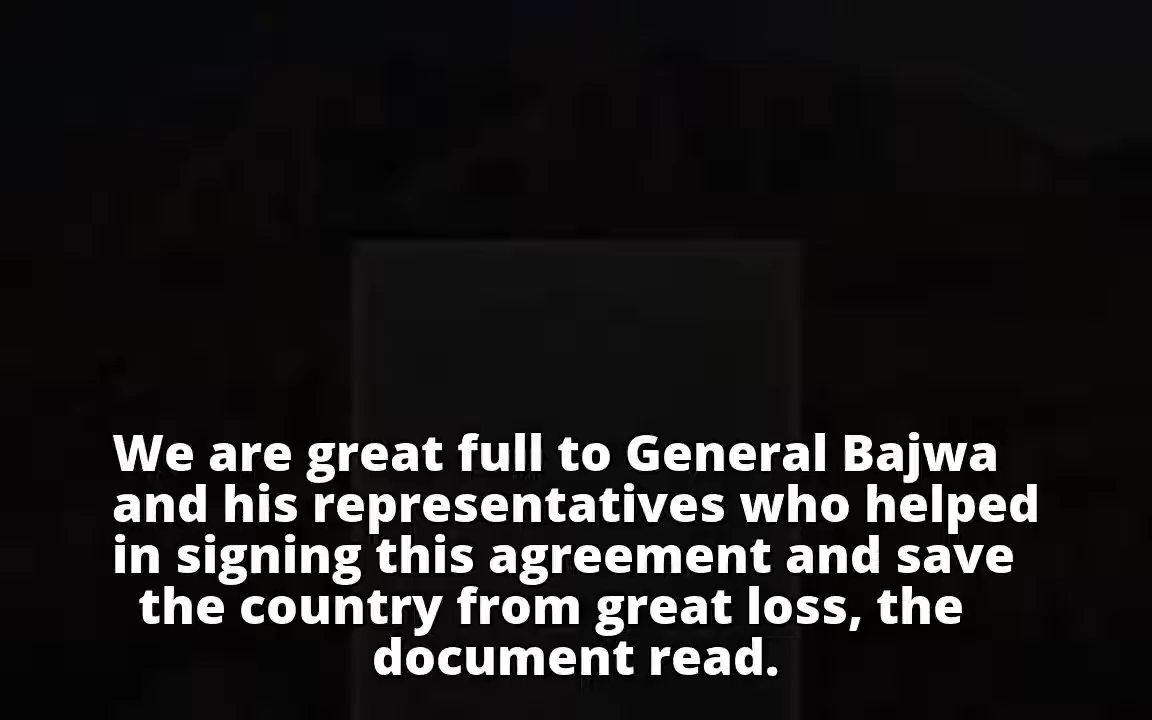 We are great full to General Bajwa
and his representatives who helped
in signing this agreement and save
the country from great loss, the
document read.